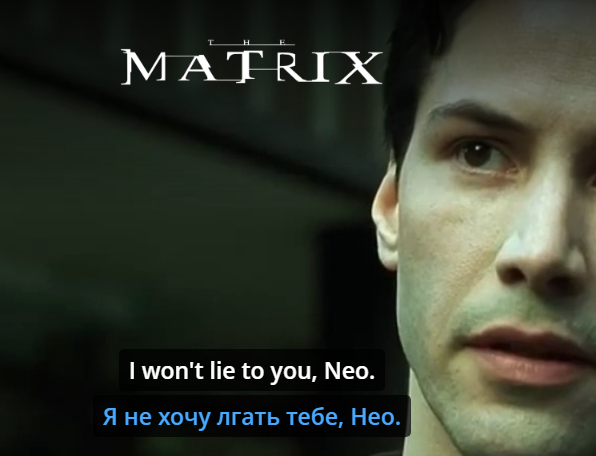 THE
MATRIX
I won't lie to you, Neo.
Я не хочу лгать тебе, Нео.